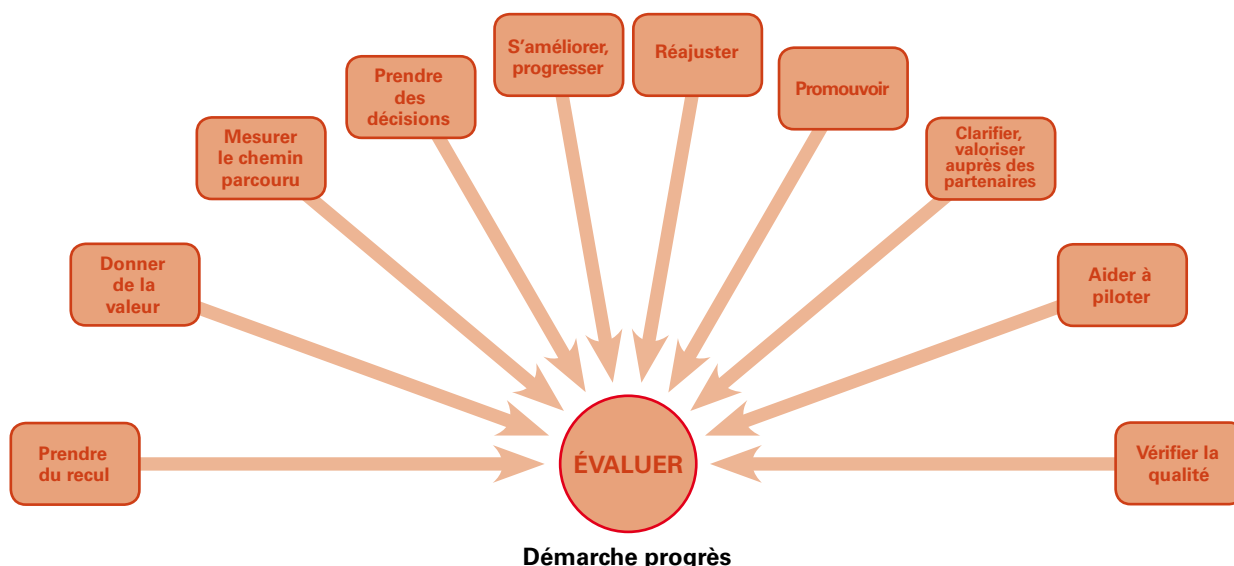 S’améliorer,
progresser
Réajuster
Prendre
des
décisions
Promouvoir
Mesurer
le chemin
parcouru
Clarifier,
valoriser
auprès des
partenaires
Donner
de la
valeur
Aider à
piloter
Prendre
du recul
ÉVALUER
Vérifier la
qualité
Démarche progrès